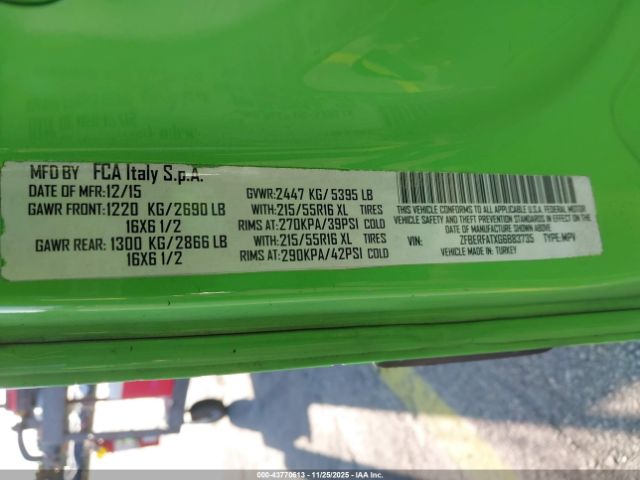 MFD BY FCA Italy S.p.A.
DATE OF MFR:12/15
GAWR FRONT:1220 KG/2690 LB
16X6 1/2
GAWR REAR:1300 KG/2866 LB
16X6 1/2
GVWR:2447 KG/5395 LB
WITH:215/55R16 XL TIRES
RIMS AT:270KPA/39PSI COLD
WITH:215/55R16 XL TIRES
RIMS AT:290KPA/42PSI COLD
THIS VEHICLE CONFORMS TO ALL APPLICABLE U.S.A. FEDERAL MOTOR
VEHICLE SAFETY AND THEFT PREVENTION STANDARDS IN EFFECT ON THE
DATE OF MANUFACTURE SHOWN ABOVE.
VIN: ZFBERFATXG6B83735 TYPE:MPV
VEHICLE MADE IN: TURKEY
000-43770613 - 11/25/2025 - COPYRIGHT IAA, LLC.